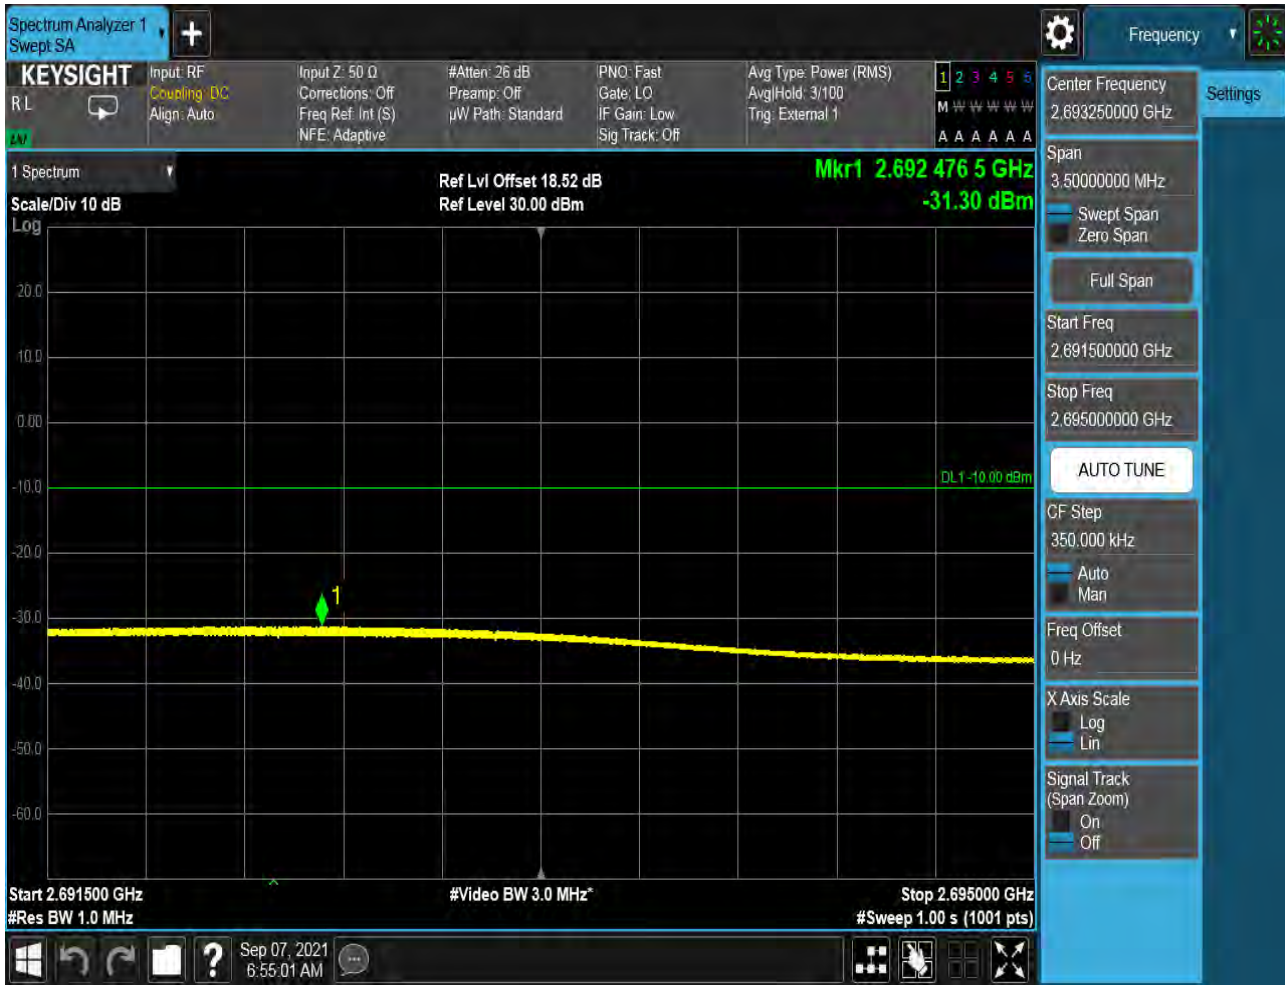 Spectrum Analyzer 1
Swept SA
Frequency
KEYSIGHT
R L
Input: RF
Coupling: DC
Align: Auto
Input Z: 50 Ω
Corrections: Off
Freq Ref: Int (S)
NFE: Adaptive
#Atten: 26 dB
Preamp: Off
µW Path: Standard
PNO: Fast
Gate: LO
IF Gain: Low
Sig Track: Off
Avg Type: Power (RMS)
Avg|Hold: 3/100
Trig: External 1
1 2 3 4 5 6
M W W W W W
A A A A A A
1 Spectrum
Scale/Div 10 dB
Log
Ref Lvl Offset 18.52 dB
Ref Level 30.00 dBm
Mkr1 2.692 476 5 GHz
-31.30 dBm
20.0
10.0
0.00
-10.0
-20.0
-30.0
-40.0
-50.0
-60.0
DL1 -10.00 dBm
1
Start 2.691500 GHz
#Res BW 1.0 MHz
#Video BW 3.0 MHz*
Stop 2.695000 GHz
#Sweep 1.00 s (1001 pts)
Sep 07, 2021
6:55:01 AM
?
Center Frequency
2.693250000 GHz
Settings
Span
3.50000000 MHz
Swept Span
Zero Span
Full Span
Start Freq
2.691500000 GHz
Stop Freq
2.695000000 GHz
AUTO TUNE
CF Step
350.000 kHz
Auto
Man
Freq Offset
0 Hz
X Axis Scale
Log
Lin
Signal Track
(Span Zoom)
On
Off